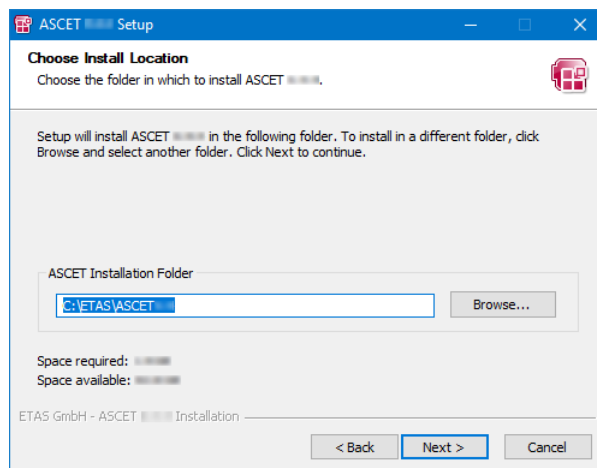 ASCET Setup
Choose Install Location
Choose the folder in which to install ASCET .
Setup will install ASCET in the following folder. To install in a different folder, click
Browse and select another folder. Click Next to continue.
ASCET Installation Folder
C:\ETAS\ASCET
Browse...
Space required:
Space available:
ETAS GmbH - ASCET Installation
< Back
Next >
Cancel